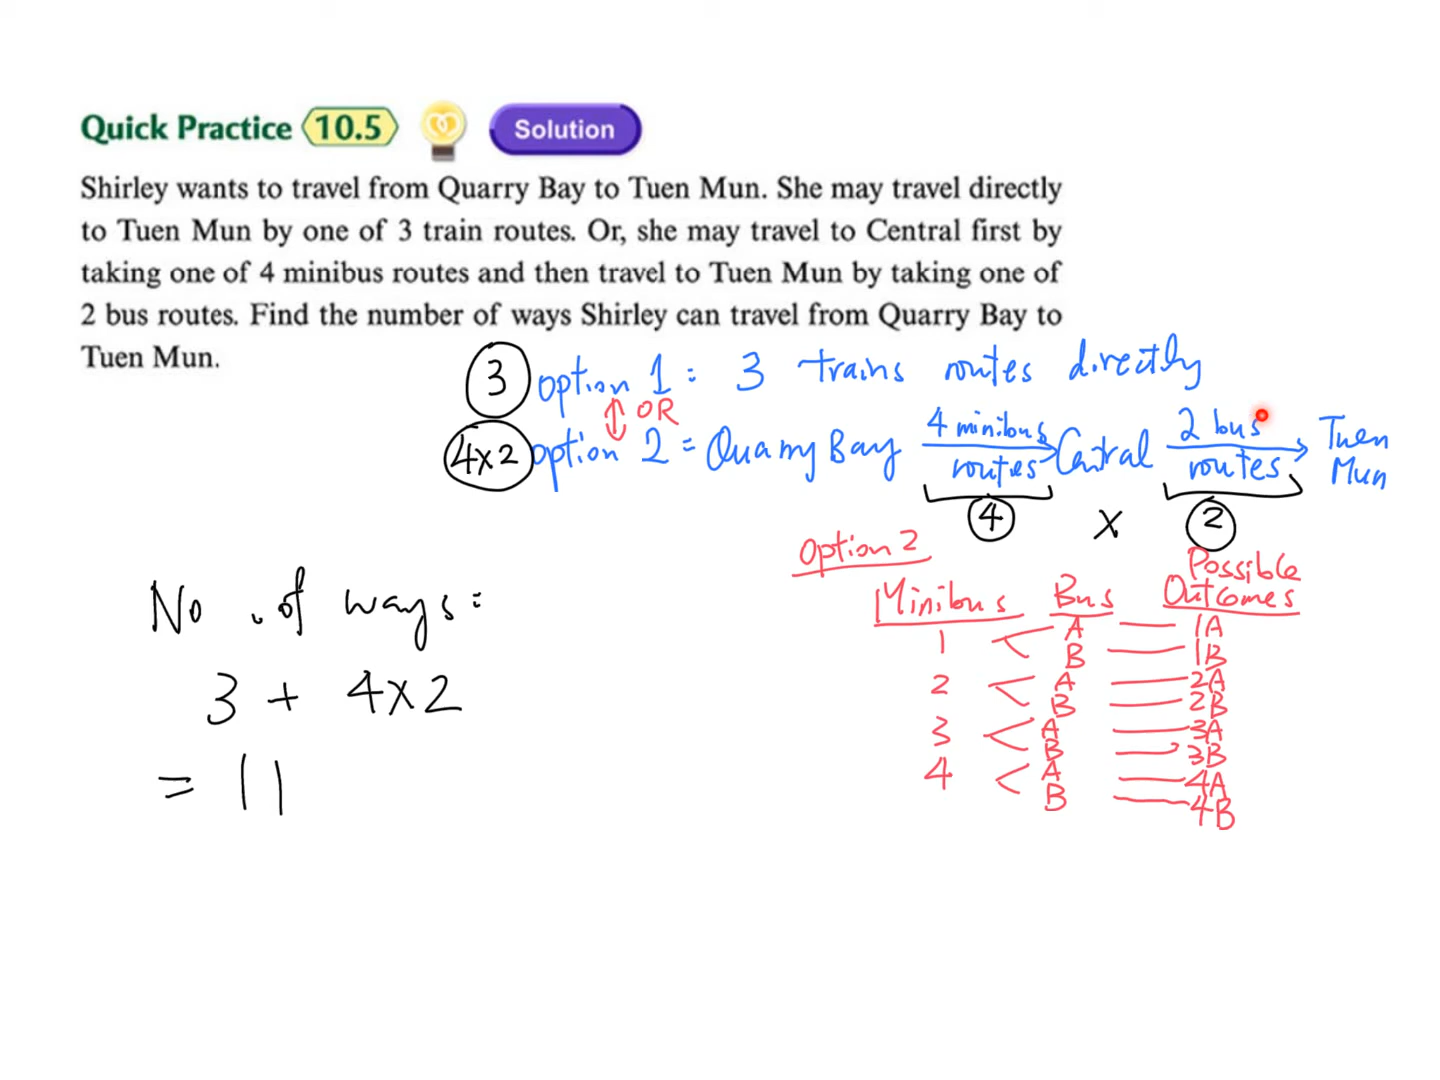 Quick Practice 10.5 Solution
Shirley wants to travel from Quarry Bay to Tuen Mun. She may travel directly
to Tuen Mun by one of 3 train routes. Or, she may travel to Central first by
taking one of 4 minibus routes and then travel to Tuen Mun by taking one of
2 bus routes. Find the number of ways Shirley can travel from Quarry Bay to
Tuen Mun.
3 option 1: 3 trains routes directly
OR
4x2 option 2 = Quarry Bay 4 minibus routes Central 2 bus routes Tuen Mun
4 x 2
Option 2
Minibus Bus Possible Outcomes
1 A 1A
B 1B
2 A 2A
B 2B
3 A 3A
B 3B
4 A 4A
B 4B
No. of ways:
3 + 4x2
= 11